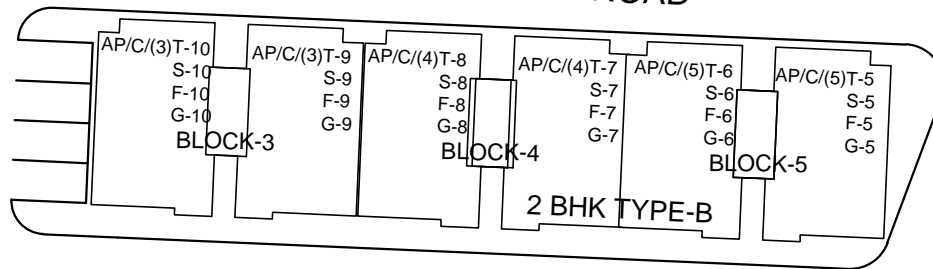 AP/C/(3)T-10
S-10
F-10
G-10
BLOCK-3
AP/C/(3)T-9
S-9
F-9
G-9
AP/C/(4)T-8
S-8
F-8
G-8
BLOCK-4
AP/C/(4)T-7
S-7
F-7
G-7
AP/C/(5)T-6
S-6
F-6
G-6
BLOCK-5
AP/C/(5)T-5
S-5
F-5
G-5
2 BHK TYPE-B